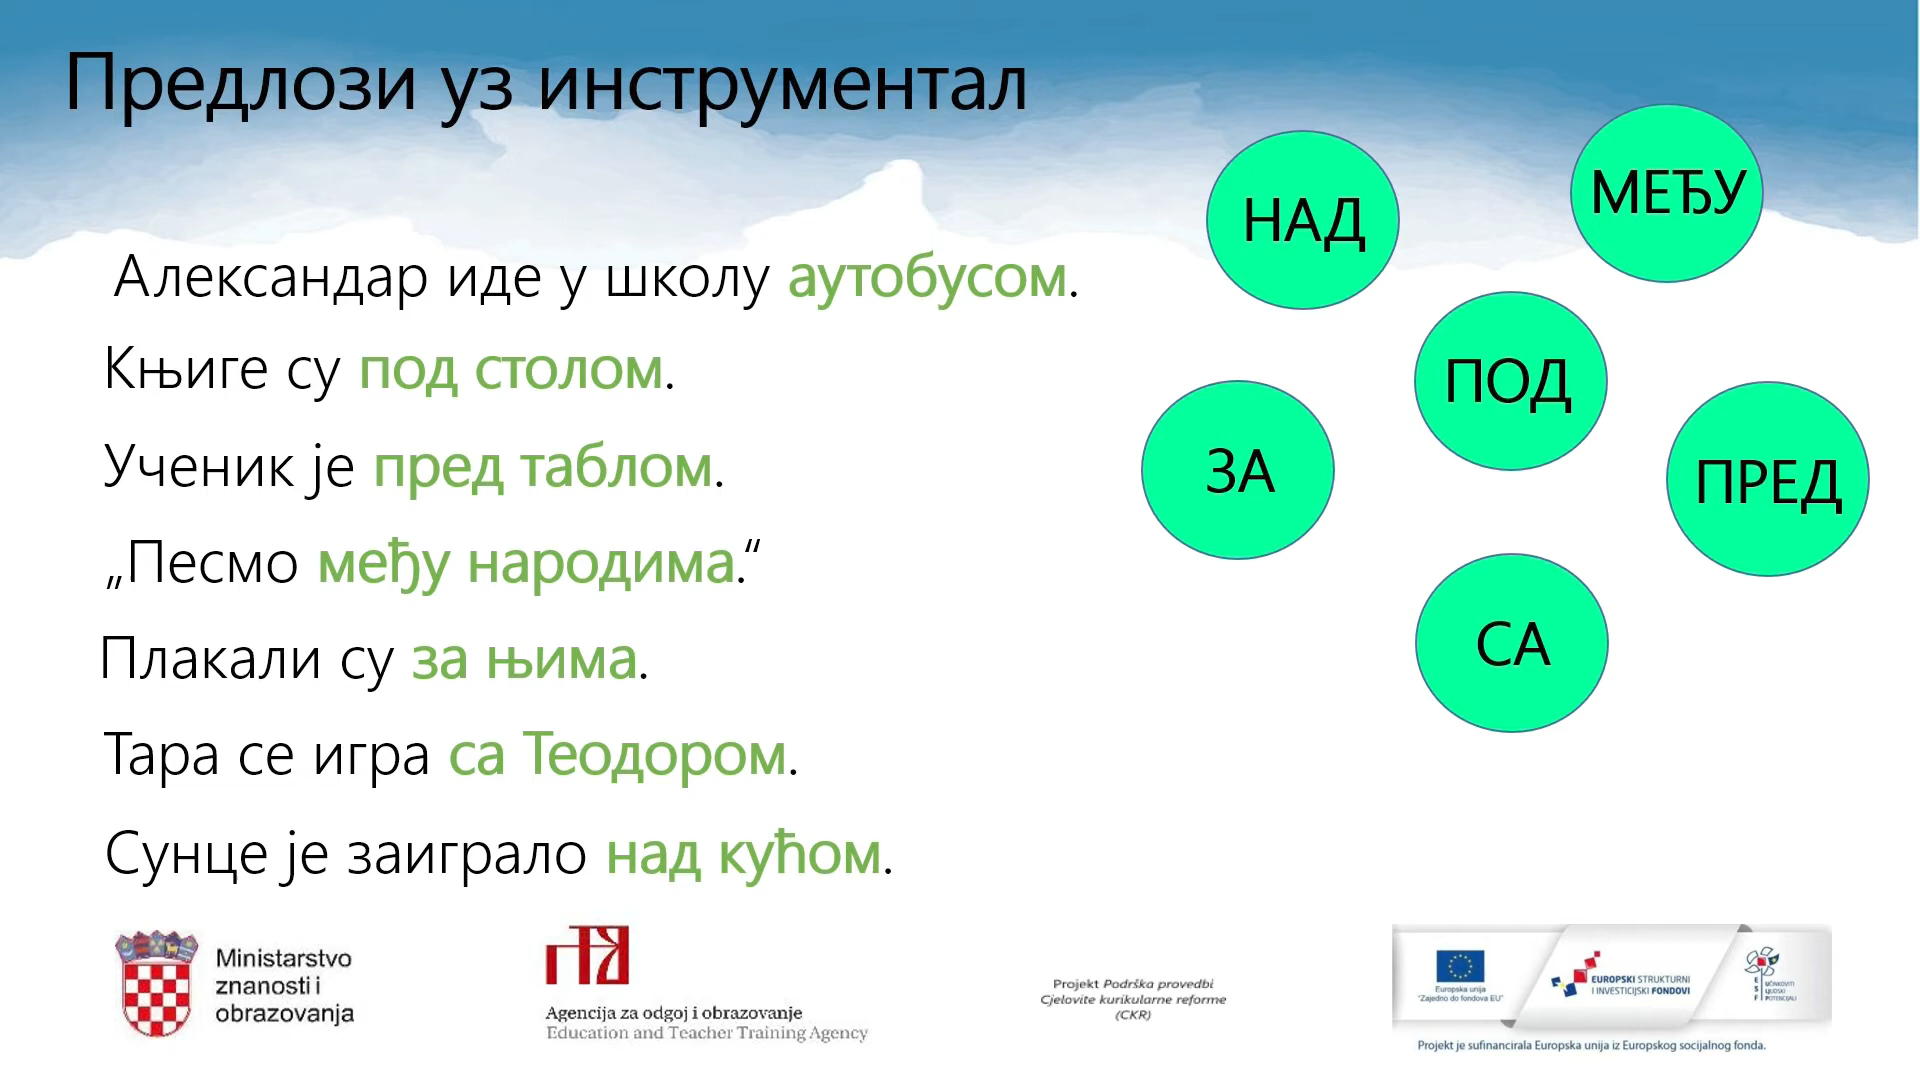 Предлози уз инструментал
Александар иде у школу аутобусом.
Књиге су под столом.
Ученик је пред таблом.
„Песмо међу народима.“
Плакали су за њима.
Тара се игра са Теодором.
Сунце је заиграло над кућом.
НАД
МЕЂУ
ПОД
ЗА
ПРЕД
СА
Ministarstvo
znanosti i
obrazovanja
Agencija za odgoj i obrazovanje
Education and Teacher Training Agency
Projekt Podrška provedbi
Cjelovite kurikularne reforme
(CKR)
Europska unija
"Zajedno do fondova EU"
EUROPSKI STRUKTURNI
I INVESTICIJSKI FONDOVI
ESF
UČINKOVITI
LJUDSKI
POTENCIJALI
Projekt je sufinancirala Europska unija iz Europskog socijalnog fonda.